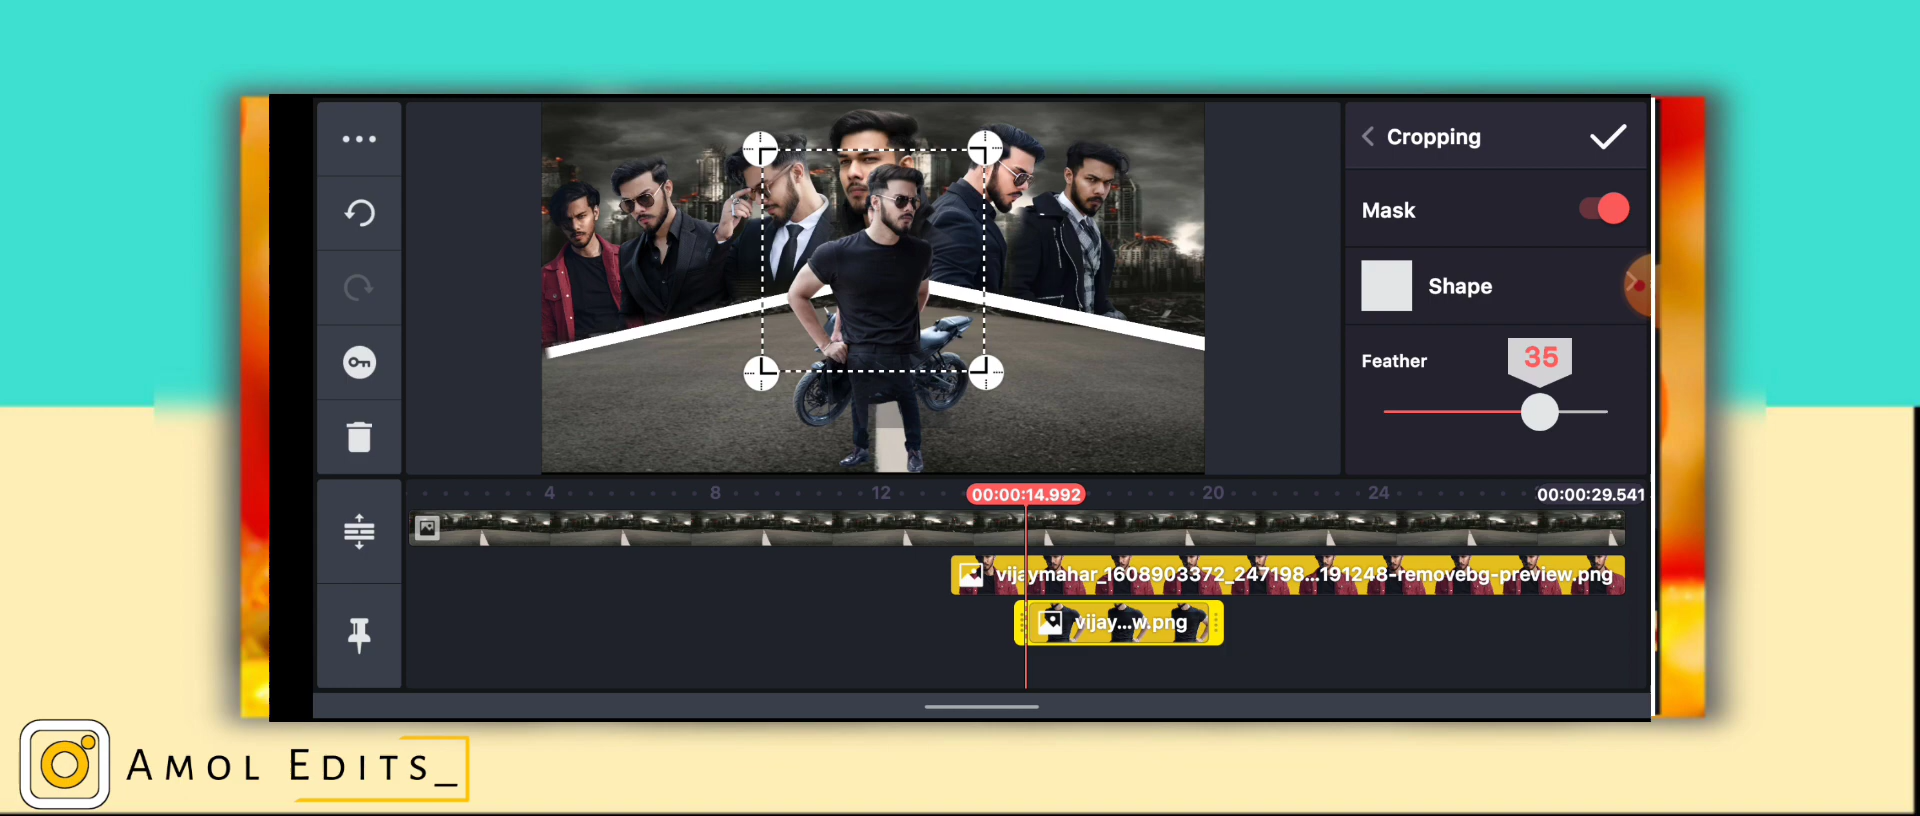 Cropping
Mask
Shape
Feather
35
4
8
12
00:00:14.992
20
24
00:00:29.541
vijaymahar_1608903372_247198...191248-removebg-preview.png
vijay...w.png
AMOL EDITS_